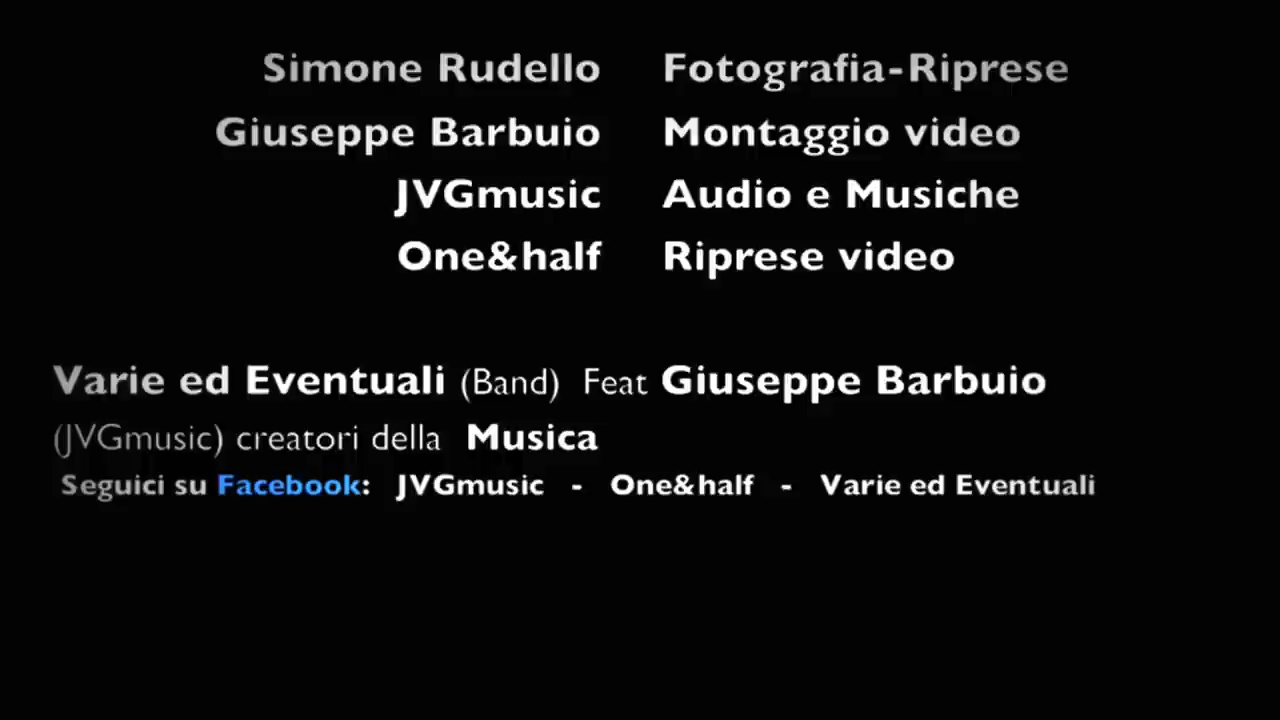 Simone Rudello Fotografia-Riprese
Giuseppe Barbuio Montaggio video
JVGmusic Audio e Musiche
One&half Riprese video
Varie ed Eventuali (Band) Feat Giuseppe Barbuio
(JVGmusic) creatori della Musica
Seguici su Facebook: JVGmusic - One&half - Varie ed Eventuali